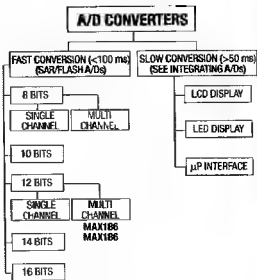 A/D CONVERTERS
FAST CONVERSION (<100 ms)
(SAR/FLASH A/Ds)
SLOW CONVERSION (>50 ms)
(SEE INTEGRATING A/Ds)
8 BITS
SINGLE
CHANNEL
MULTI
CHANNEL
10 BITS
12 BITS
SINGLE
CHANNEL
MULTI
CHANNEL
MAX186
MAX186
14 BITS
16 BITS
LCD DISPLAY
LED DISPLAY
µP INTERFACE